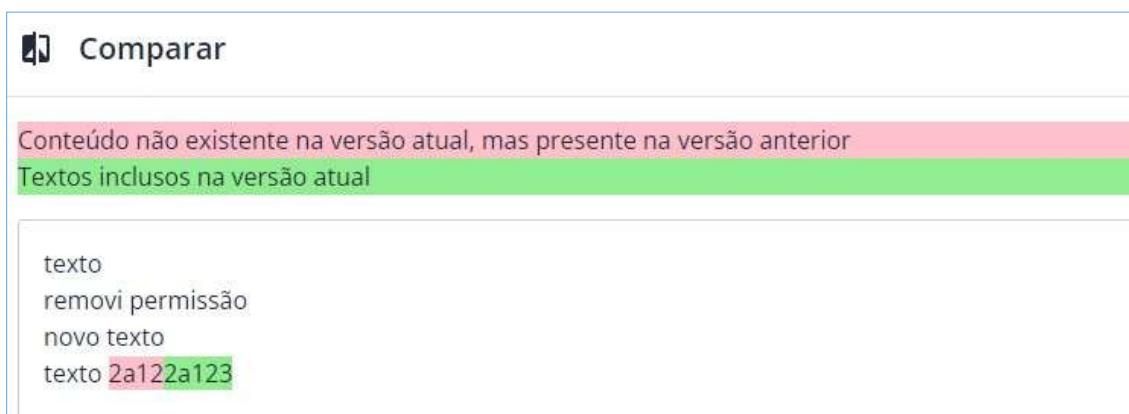 Comparar
Conteúdo não existente na versão atual, mas presente na versão anterior
Textos inclusos na versão atual
texto
removi permissão
novo texto
texto 2a122a123